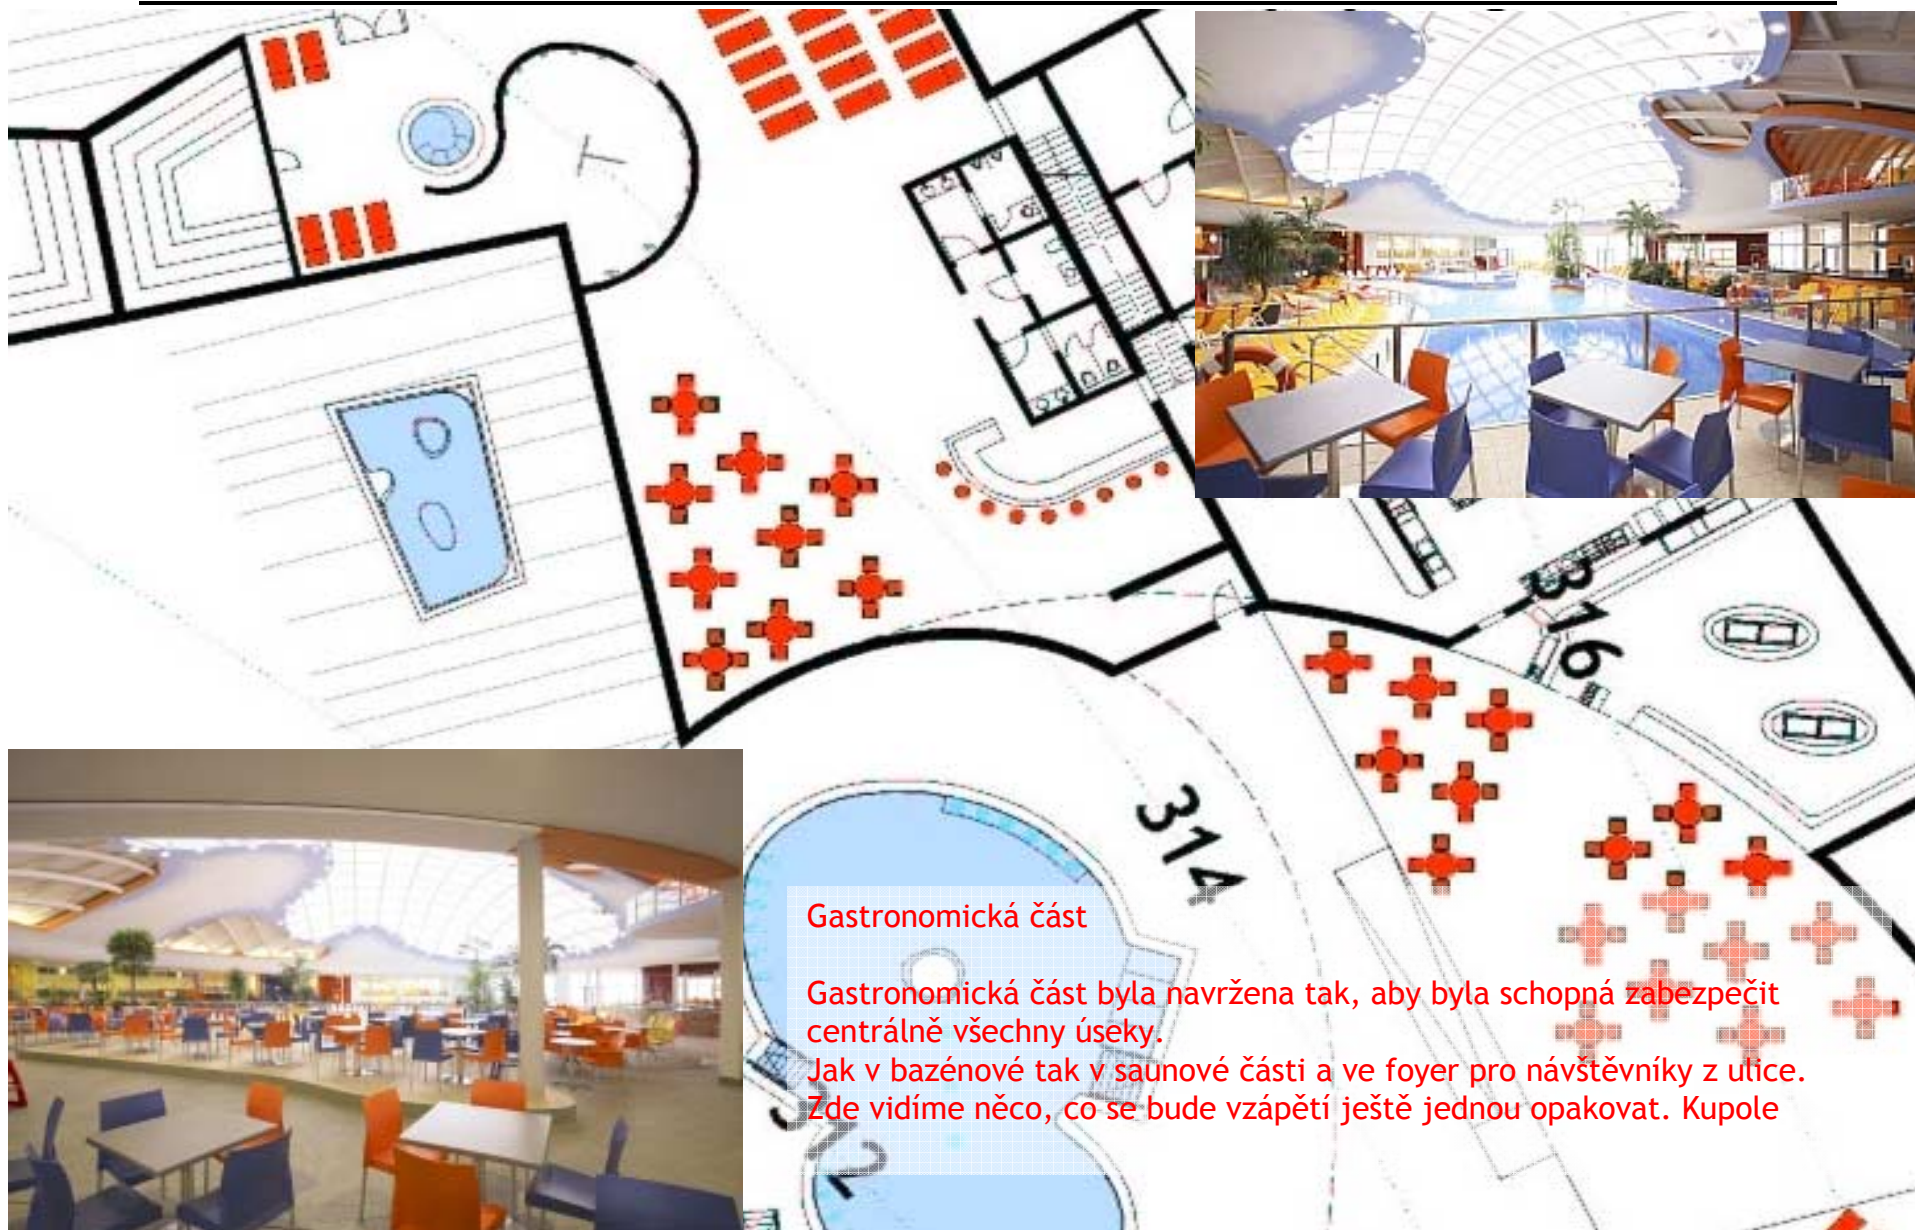 316
314
Gastronomická část
Gastronomická část byla navržena tak, aby byla schopná zabezpečit
centrálně všechny úseky.
Jak v bazénové tak v saunové části a ve foyer pro návštěvníky z ulice.
Zde vidíme něco, co se bude vzápětí ještě jednou opakovat. Kupole